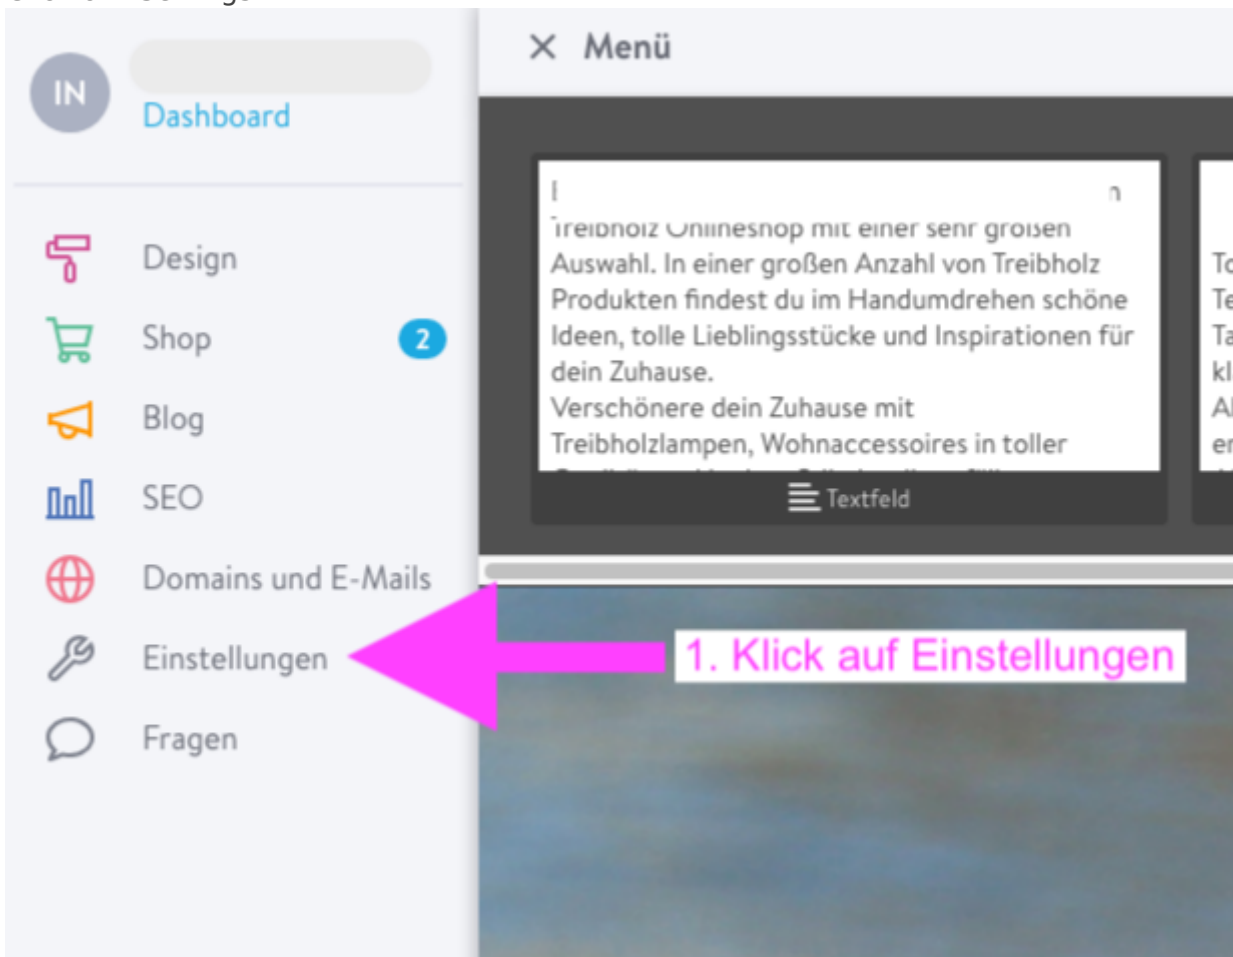 IN
Dashboard
Design
Shop
2
Blog
SEO
Domains und E-Mails
Einstellungen
Fragen
× Menü
Treibholz Onlineshop mit einer sehr großen
Auswahl. In einer großen Anzahl von Treibholz
Produkten findest du im Handumdrehen schöne
Ideen, tolle Lieblingsstücke und Inspirationen für
dein Zuhause.
Verschönere dein Zuhause mit
Treibholzlampen, Wohnaccessoires in toller
Textfeld
1. Klick auf Einstellungen